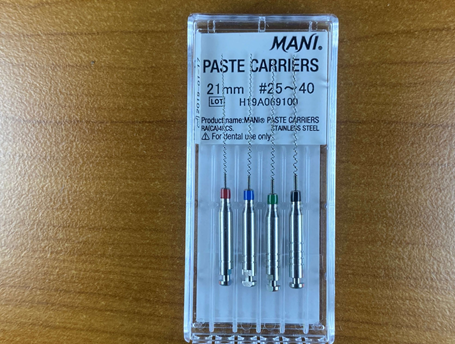 MANI®
PASTE CARRIERS
21mm #25~40
LOT H19A069100
Product name:MANI® PASTE CARRIERS
RA(CA)4PCS. STAINLESS STEEL
For dental use only